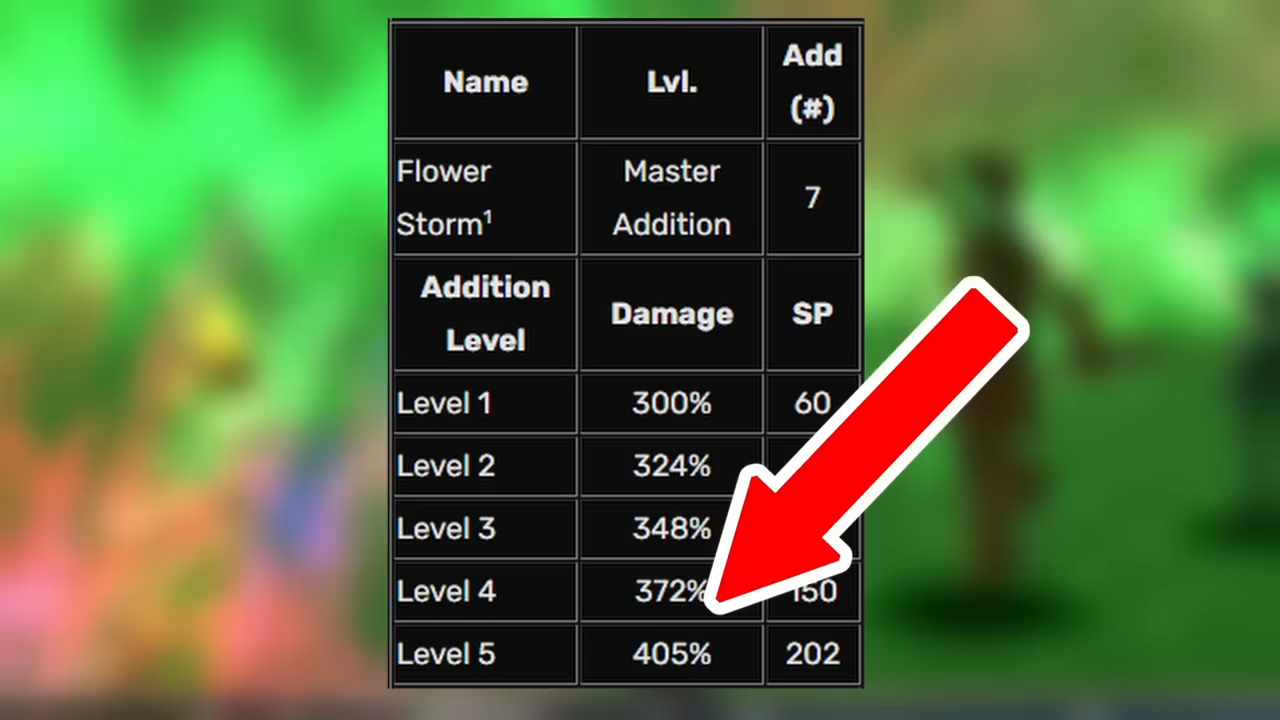 Name Lvl. Add
(#)
Flower
Storm¹ Master
Addition 7
Addition
Level Damage SP
Level 1 300% 60
Level 2 324%
Level 3 348%
Level 4 372% 150
Level 5 405% 202